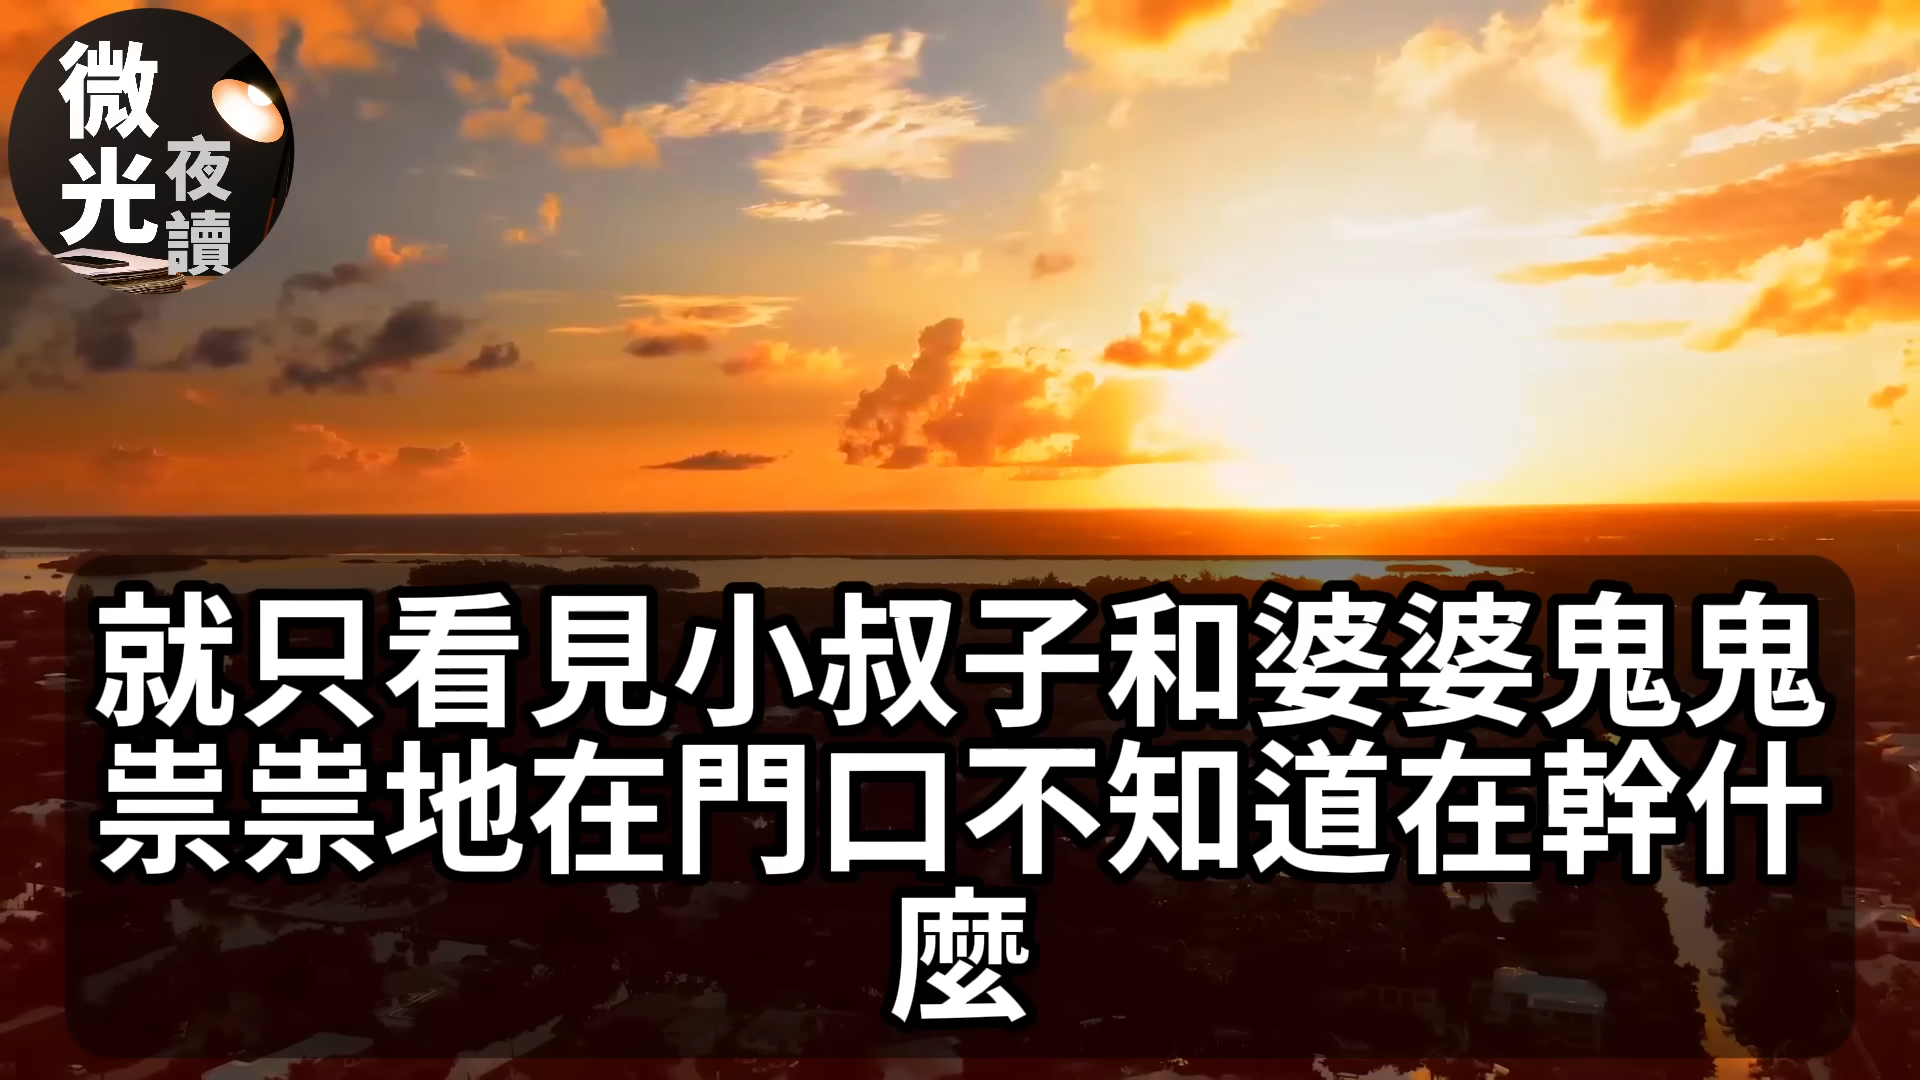 微光
夜讀
就只看見小叔子和婆婆鬼鬼
祟祟地在門口不知道在幹什
麼